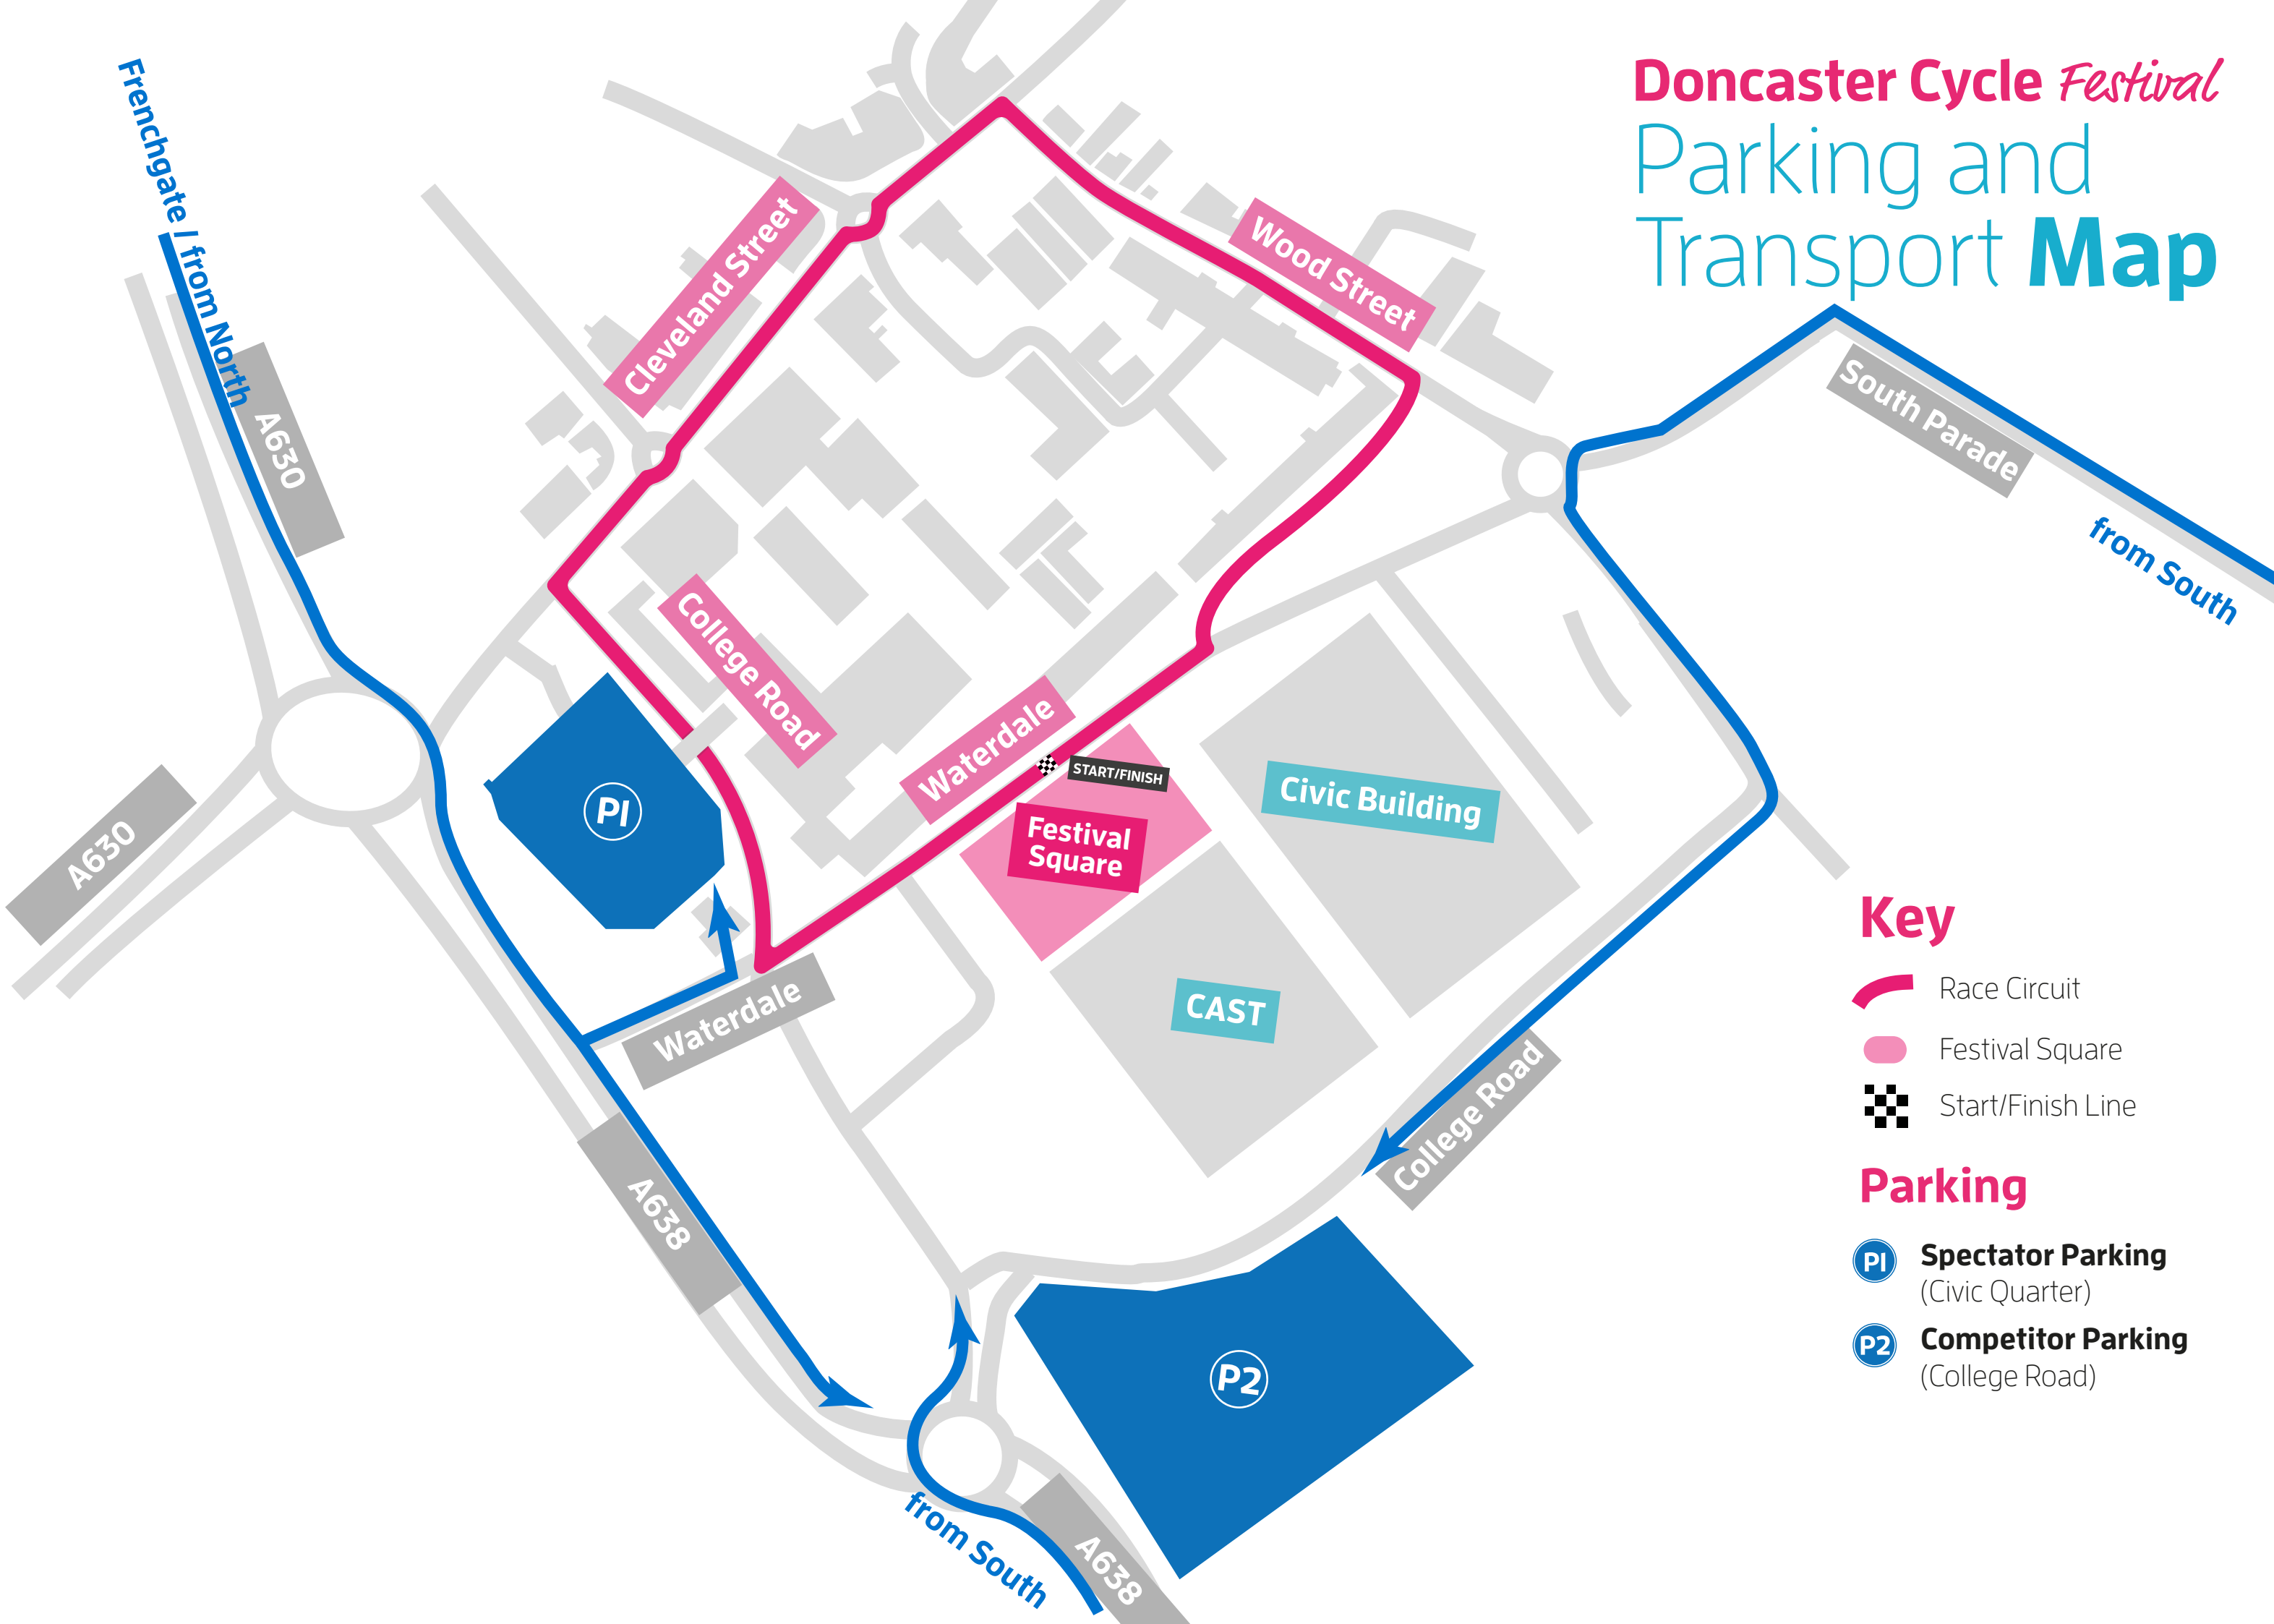 Doncaster Cycle Festival
Parking and
Transport Map
Frenchgate / from North
A630
Cleveland Street
Wood Street
South Parade
from South
College Road
Waterdale
START/FINISH
Festival
Square
Civic Building
CAST
P1
A630
Waterdale
College Road
A638
P2
from South
A638
Key
Race Circuit
Festival Square
Start/Finish Line
Parking
P1 Spectator Parking
(Civic Quarter)
P2 Competitor Parking
(College Road)